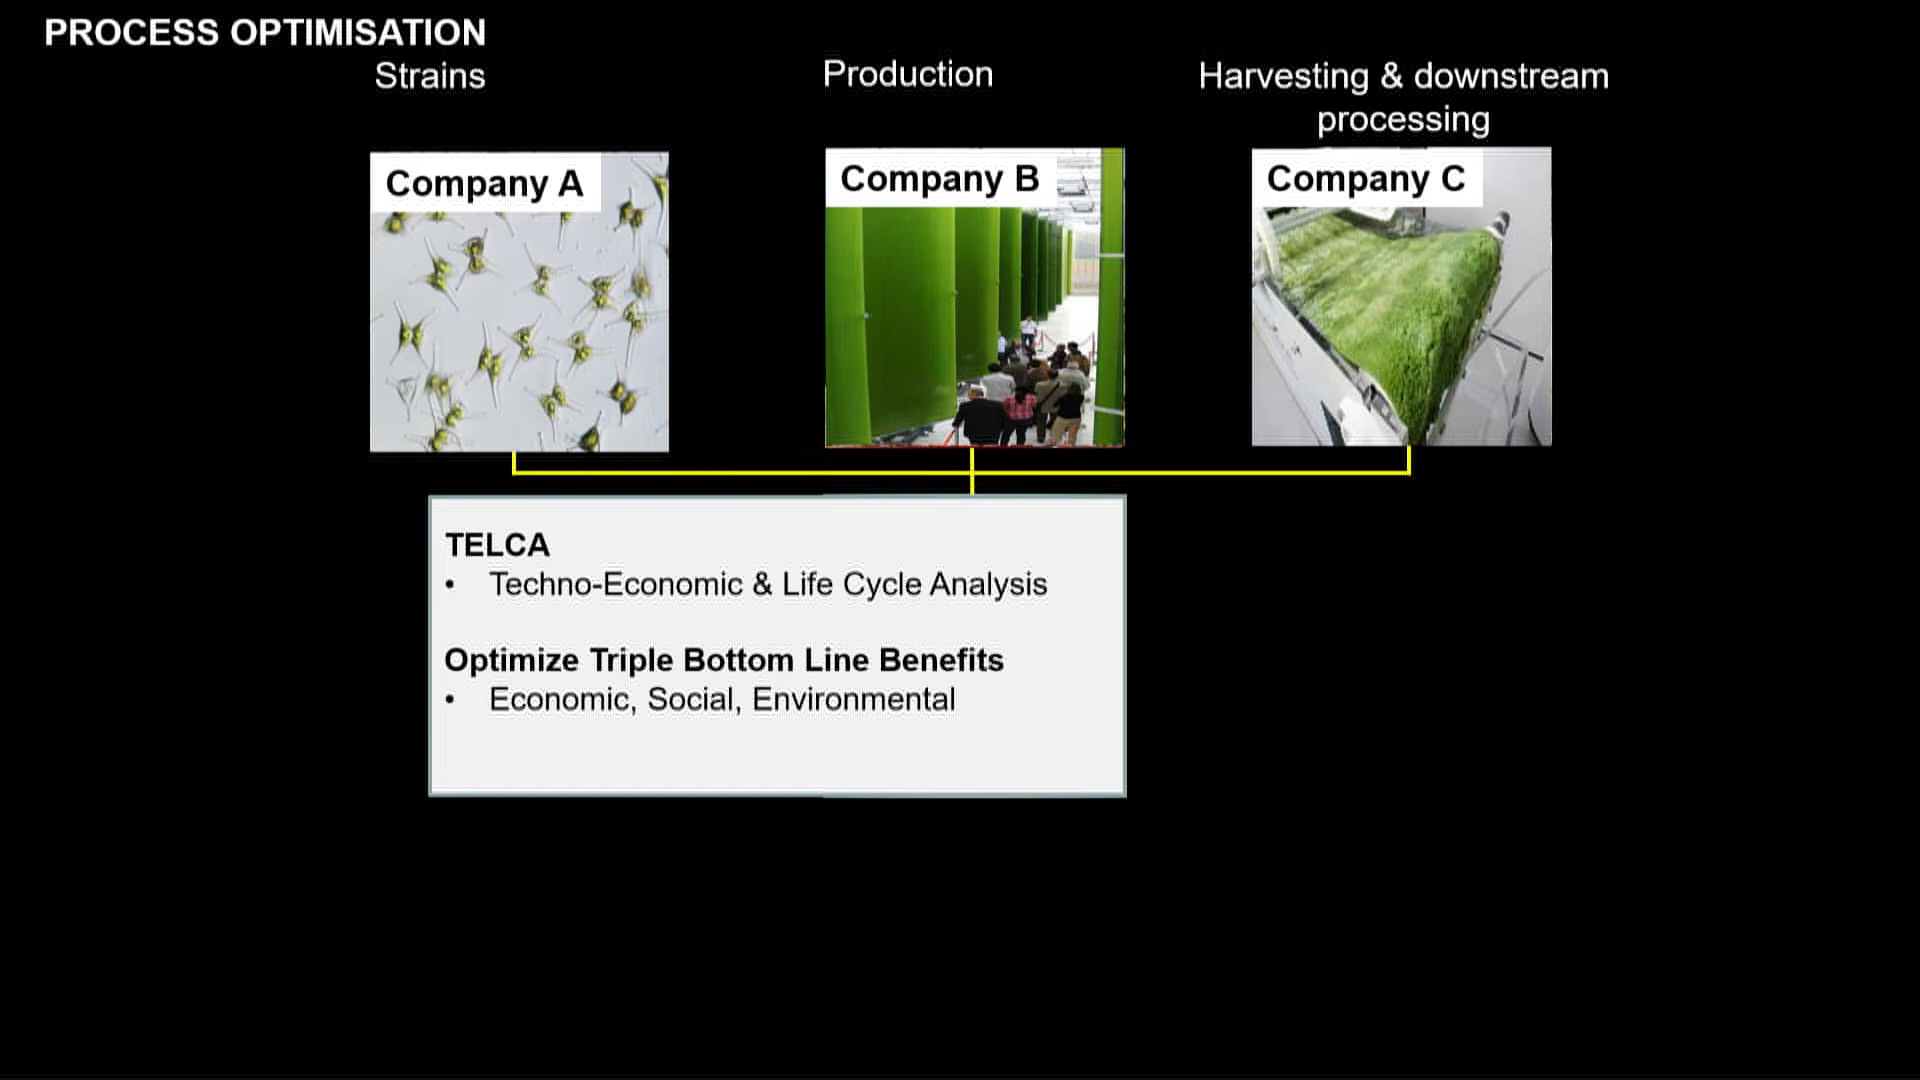 PROCESS OPTIMISATION
Strains
Production
Harvesting & downstream
processing
Company A
Company B
Company C
TELCA
• Techno-Economic & Life Cycle Analysis
Optimize Triple Bottom Line Benefits
• Economic, Social, Environmental